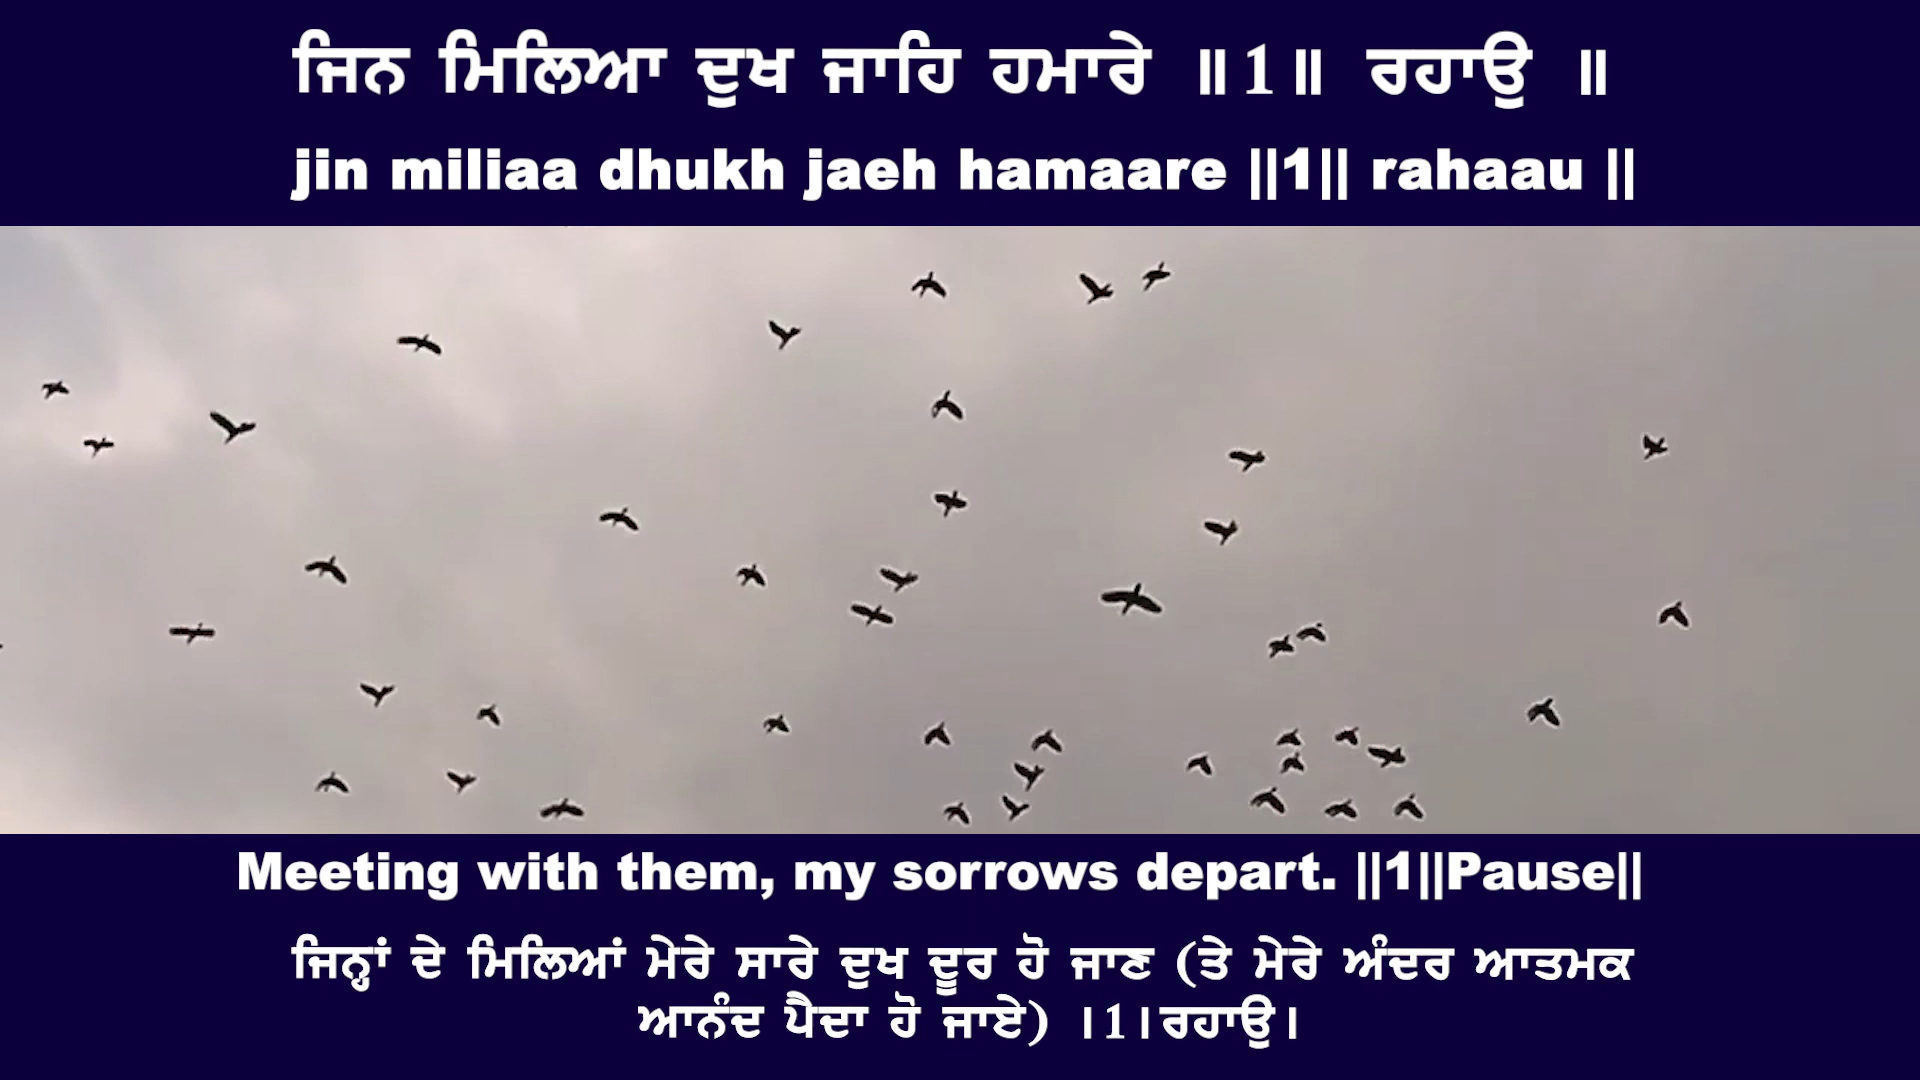 ਜਿਨ ਮਿਲਿਆ ਦੁਖ ਜਾਹਿ ਹਮਾਰੇ ॥1॥ ਰਹਾਉ ॥
jin miliaa dhukh jaeh hamaare ||1|| rahaau ||
Meeting with them, my sorrows depart. ||1||Pause||
ਜਿਨ੍ਹਾਂ ਦੇ ਮਿਲਿਆਂ ਮੇਰੇ ਸਾਰੇ ਦੁਖ ਦੂਰ ਹੋ ਜਾਣ (ਤੇ ਮੇਰੇ ਅੰਦਰ ਆਤਮਕ
ਆਨੰਦ ਪੈਦਾ ਹੋ ਜਾਏ) ।1।ਰਹਾਉ।